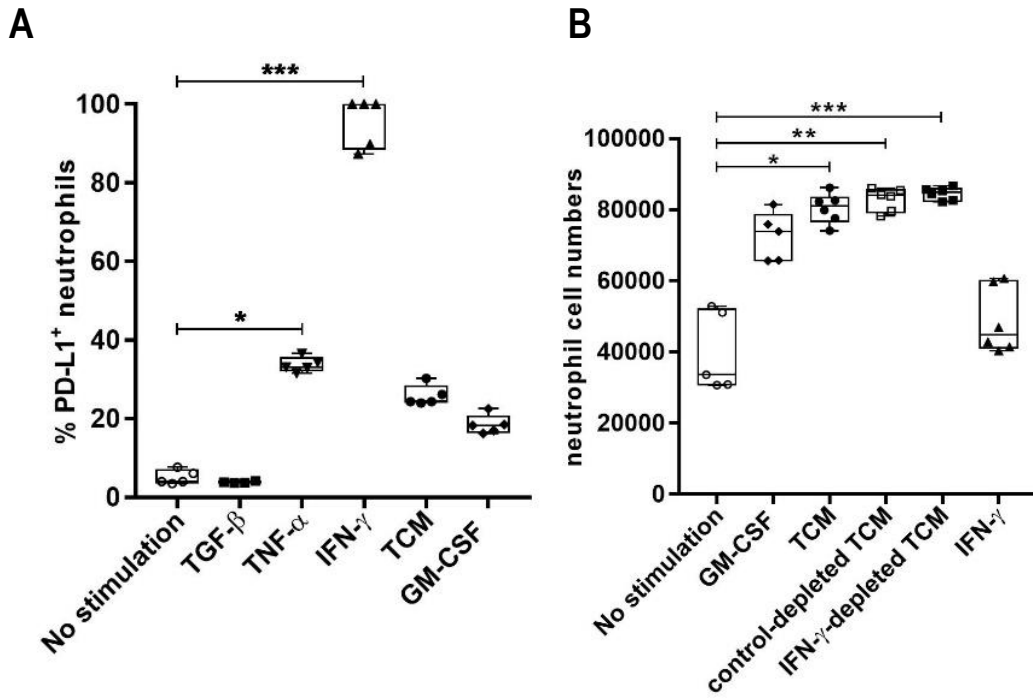 A
% PD-L1+ neutrophils
100
80
60
40
20
0
***
*
No stimulation
TGF-β
TNF-α
IFN-γ
TCM
GM-CSF
B
neutrophil cell numbers
100000
80000
60000
40000
20000
0
***
**
*
No stimulation
GM-CSF
TCM
control-depleted TCM
IFN-γ-depleted TCM
IFN-γ